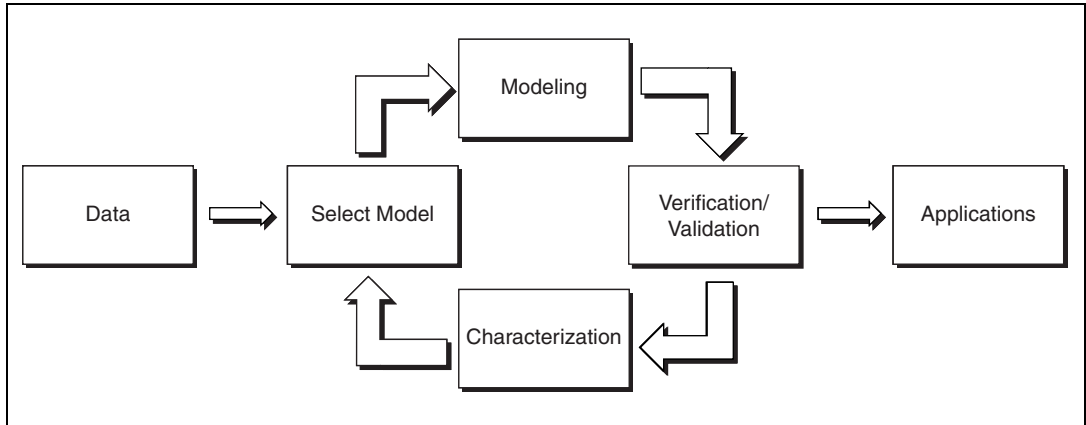 Modeling
Data
Select Model
Verification/
Validation
Applications
Characterization